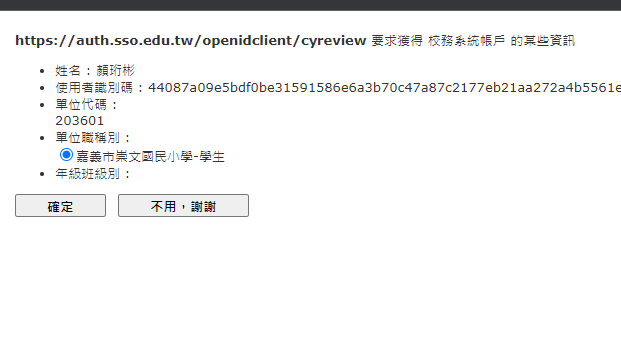 https://auth.sso.edu.tw/openidclient/cyreview 要求獲得 校務系統帳戶 的某些資訊
姓名：顏珩彬
使用者識別碼：44087a09e5bdf0be31591586e6a3b70c47a87c2177eb21aa272a4b5561e
單位代碼：
203601
單位職稱別：
嘉義市崇文國民小學-學生
年級班級別：
確定 不用，謝謝